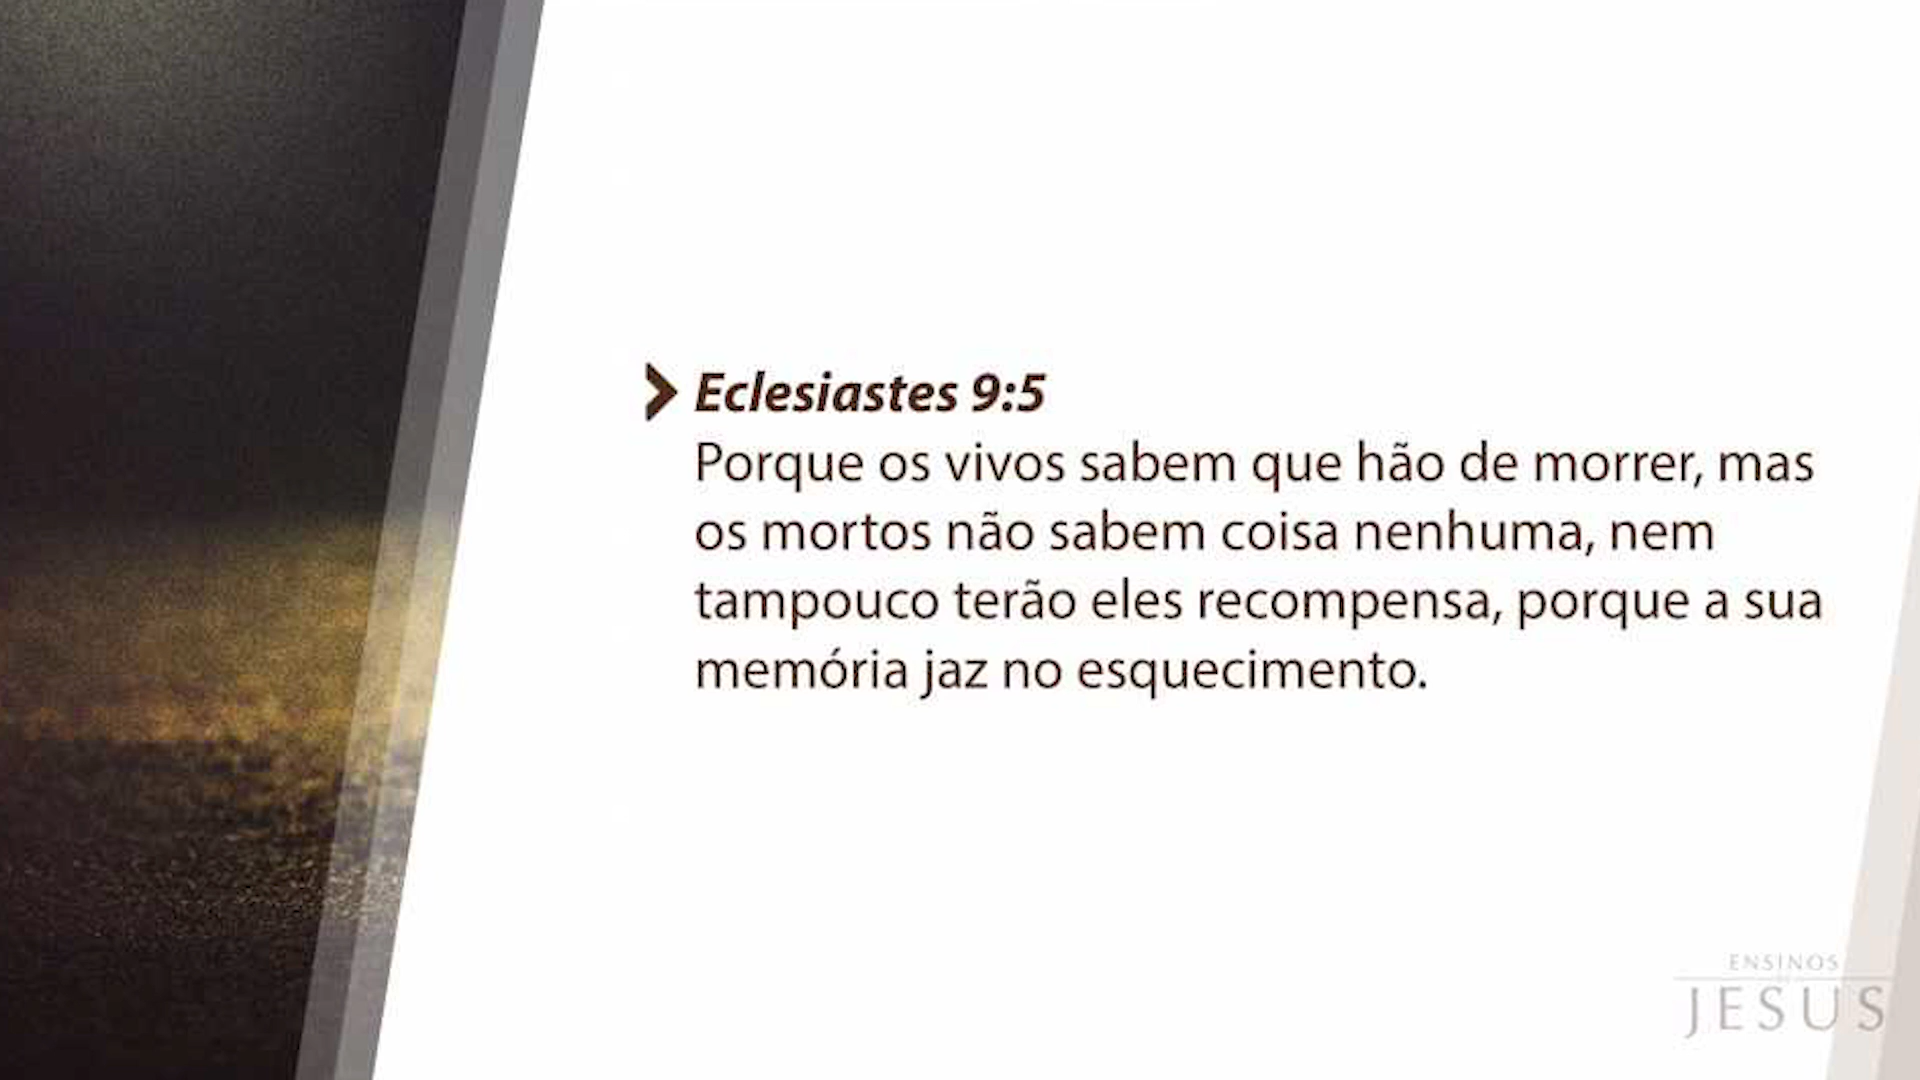 Eclesiastes 9:5
Porque os vivos sabem que hão de morrer, mas
os mortos não sabem coisa nenhuma, nem
tampouco terão eles recompensa, porque a sua
memória jaz no esquecimento.
ENSINOS
JESUS